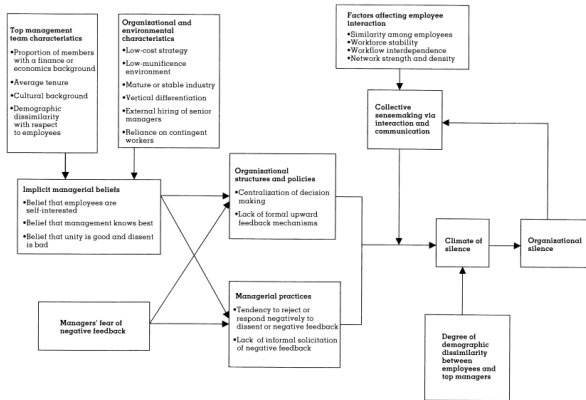 Top management
team characteristics
•Proportion of members
with a finance or
economics background
•Average tenure
•Cultural background
•Demographic
dissimilarity
with respect
to employees
Organizational and
environmental
characteristics
•Low-cost strategy
•Low-munificence
environment
•Mature or stable industry
•Vertical differentiation
•External hiring of senior
managers
•Reliance on contingent
workers
Factors affecting employee
interaction
•Similarity among employees
•Workforce stability
•Workflow interdependence
•Network strength and density
Collective
sensemaking via
interaction and
communication
Implicit managerial beliefs
•Belief that employees are
self-interested
•Belief that management knows best
•Belief that unity is good and dissent
is bad
Organizational
structures and policies
•Centralization of decision
making
•Lack of formal upward
feedback mechanisms
Climate of
silence
Organizational
silence
Managers' fear of
negative feedback
Managerial practices
•Tendency to reject or
respond negatively to
dissent or negative feedback
•Lack of informal solicitation
of negative feedback
Degree of
demographic
dissimilarity
between
employees and
top managers